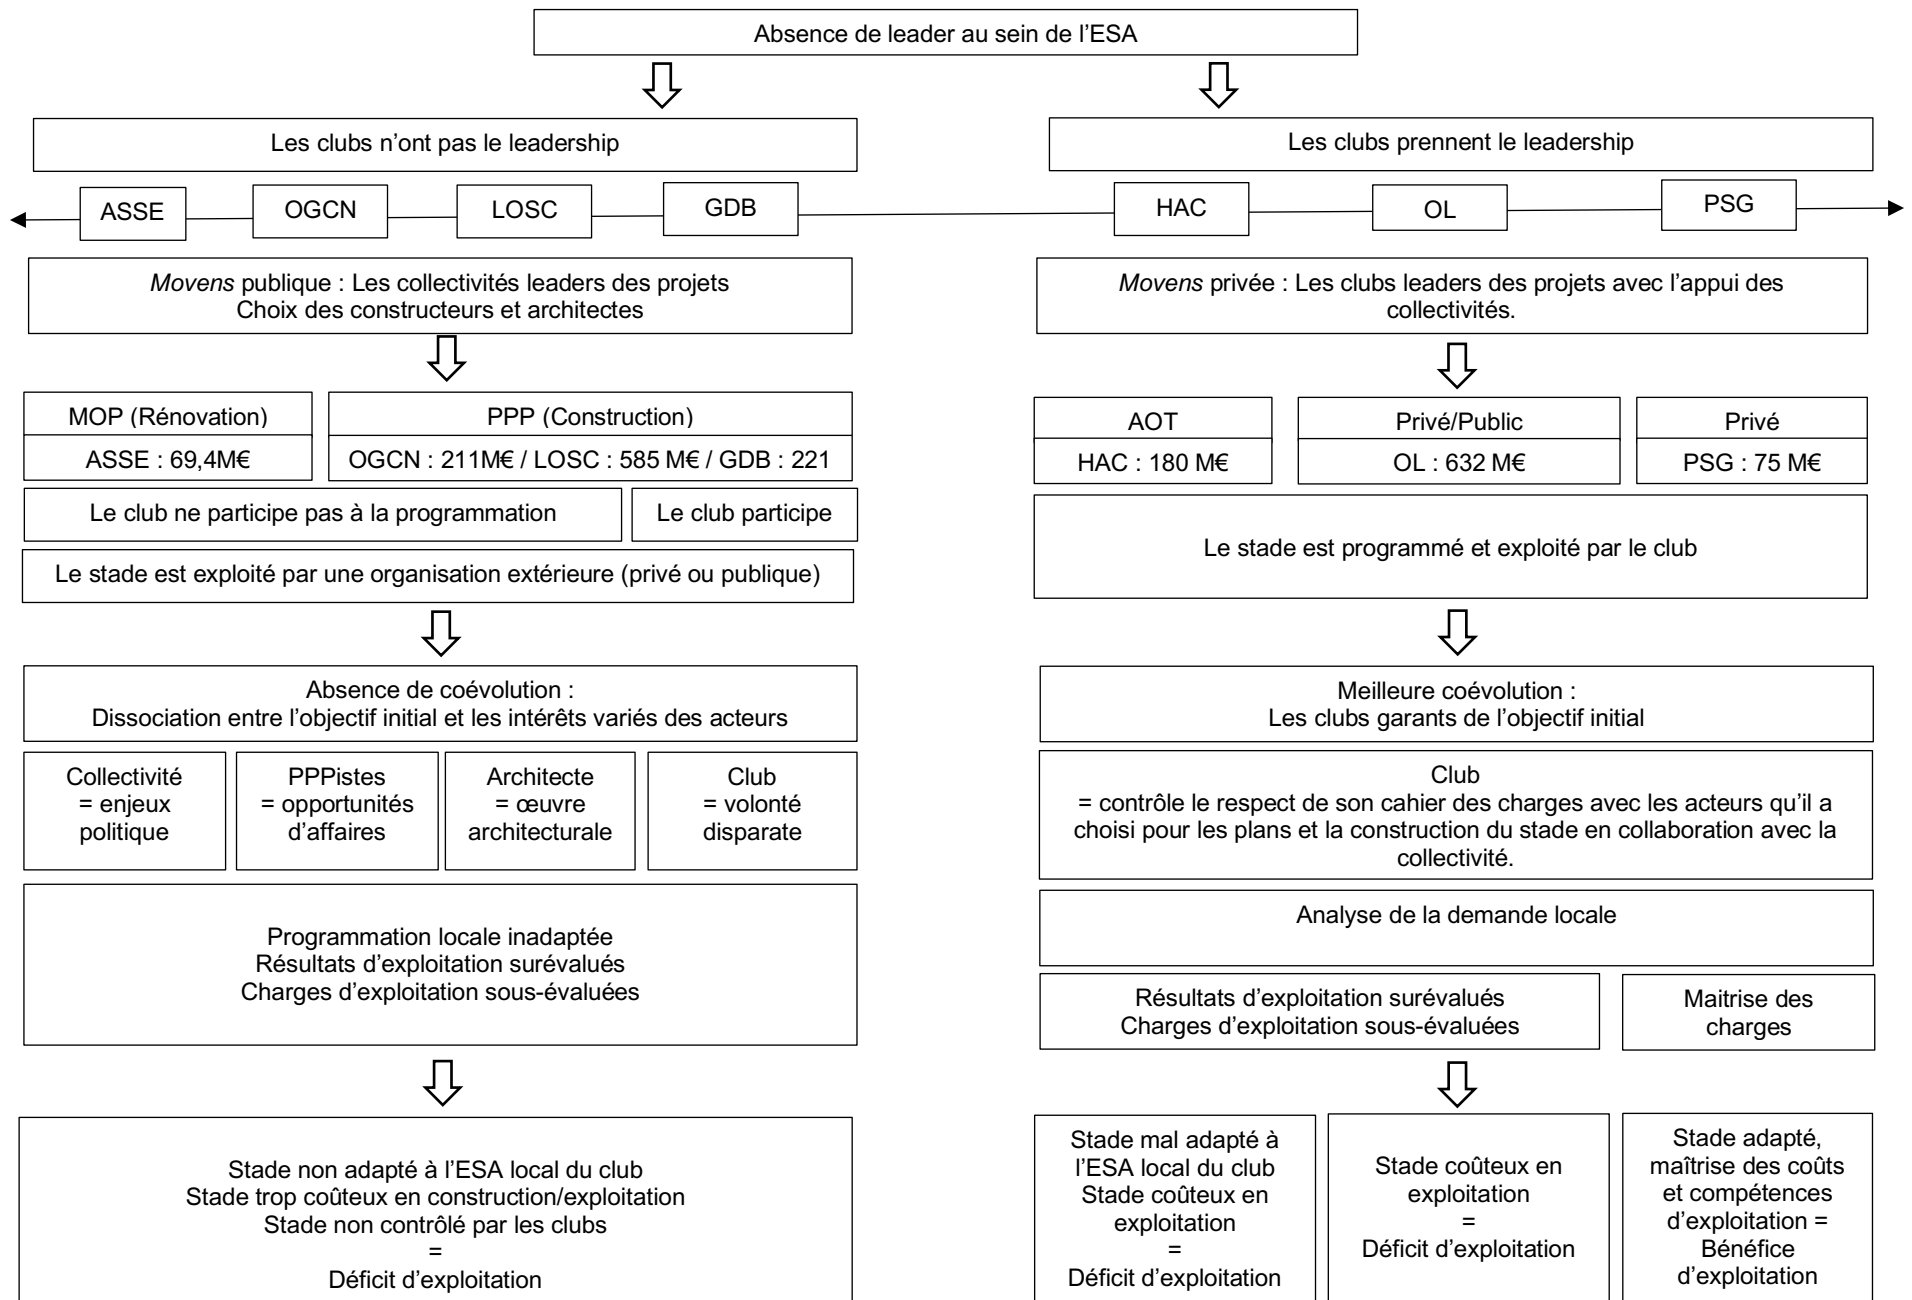 Absence de leader au sein de l’ESA
Les clubs n’ont pas le leadership
Les clubs prennent le leadership
ASSE
OGCN
LOSC
GDB
HAC
OL
PSG
Movens publique : Les collectivités leaders des projets
Choix des constructeurs et architectes
Movens privée : Les clubs leaders des projets avec l’appui des
collectivités.
MOP (Rénovation)
ASSE : 69,4M€
PPP (Construction)
OGCN : 211M€ / LOSC : 585 M€ / GDB : 221
AOT
HAC : 180 M€
Privé/Public
OL : 632 M€
Privé
PSG : 75 M€
Le club ne participe pas à la programmation
Le club participe
Le stade est exploité par une organisation extérieure (privé ou publique)
Le stade est programmé et exploité par le club
Absence de coévolution :
Dissociation entre l’objectif initial et les intérêts variés des acteurs
Meilleure coévolution :
Les clubs garants de l’objectif initial
Collectivité
= enjeux
politique
PPPistes
= opportunités
d’affaires
Architecte
= œuvre
architecturale
Club
= volonté
disparate
Club
= contrôle le respect de son cahier des charges avec les acteurs qu’il a
choisi pour les plans et la construction du stade en collaboration avec la
collectivité.
Programmation locale inadaptée
Résultats d’exploitation surévalués
Charges d’exploitation sous-évaluées
Analyse de la demande locale
Résultats d’exploitation surévalués
Charges d’exploitation sous-évaluées
Maitrise des
charges
Stade non adapté à l’ESA local du club
Stade trop coûteux en construction/exploitation
Stade non contrôlé par les clubs
=
Déficit d’exploitation
Stade mal adapté à
l’ESA local du club
Stade coûteux en
exploitation
=
Déficit d’exploitation
Stade coûteux en
exploitation
=
Déficit d’exploitation
Stade adapté,
maîtrise des coûts
et compétences
d’exploitation =
Bénéfice
d’exploitation